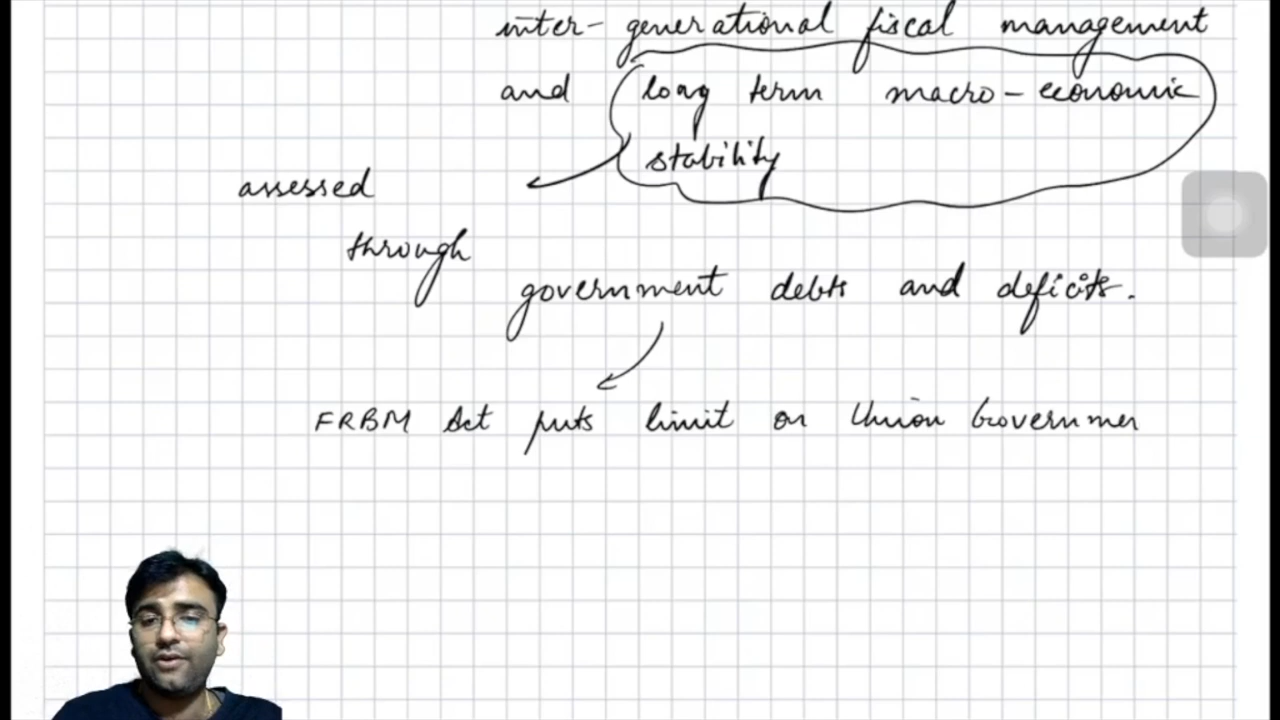 inter-generational fiscal management
and long term macro-economic
stability
assessed
through
government debts and deficits.
FRBM Act puts limit on Union Governmen